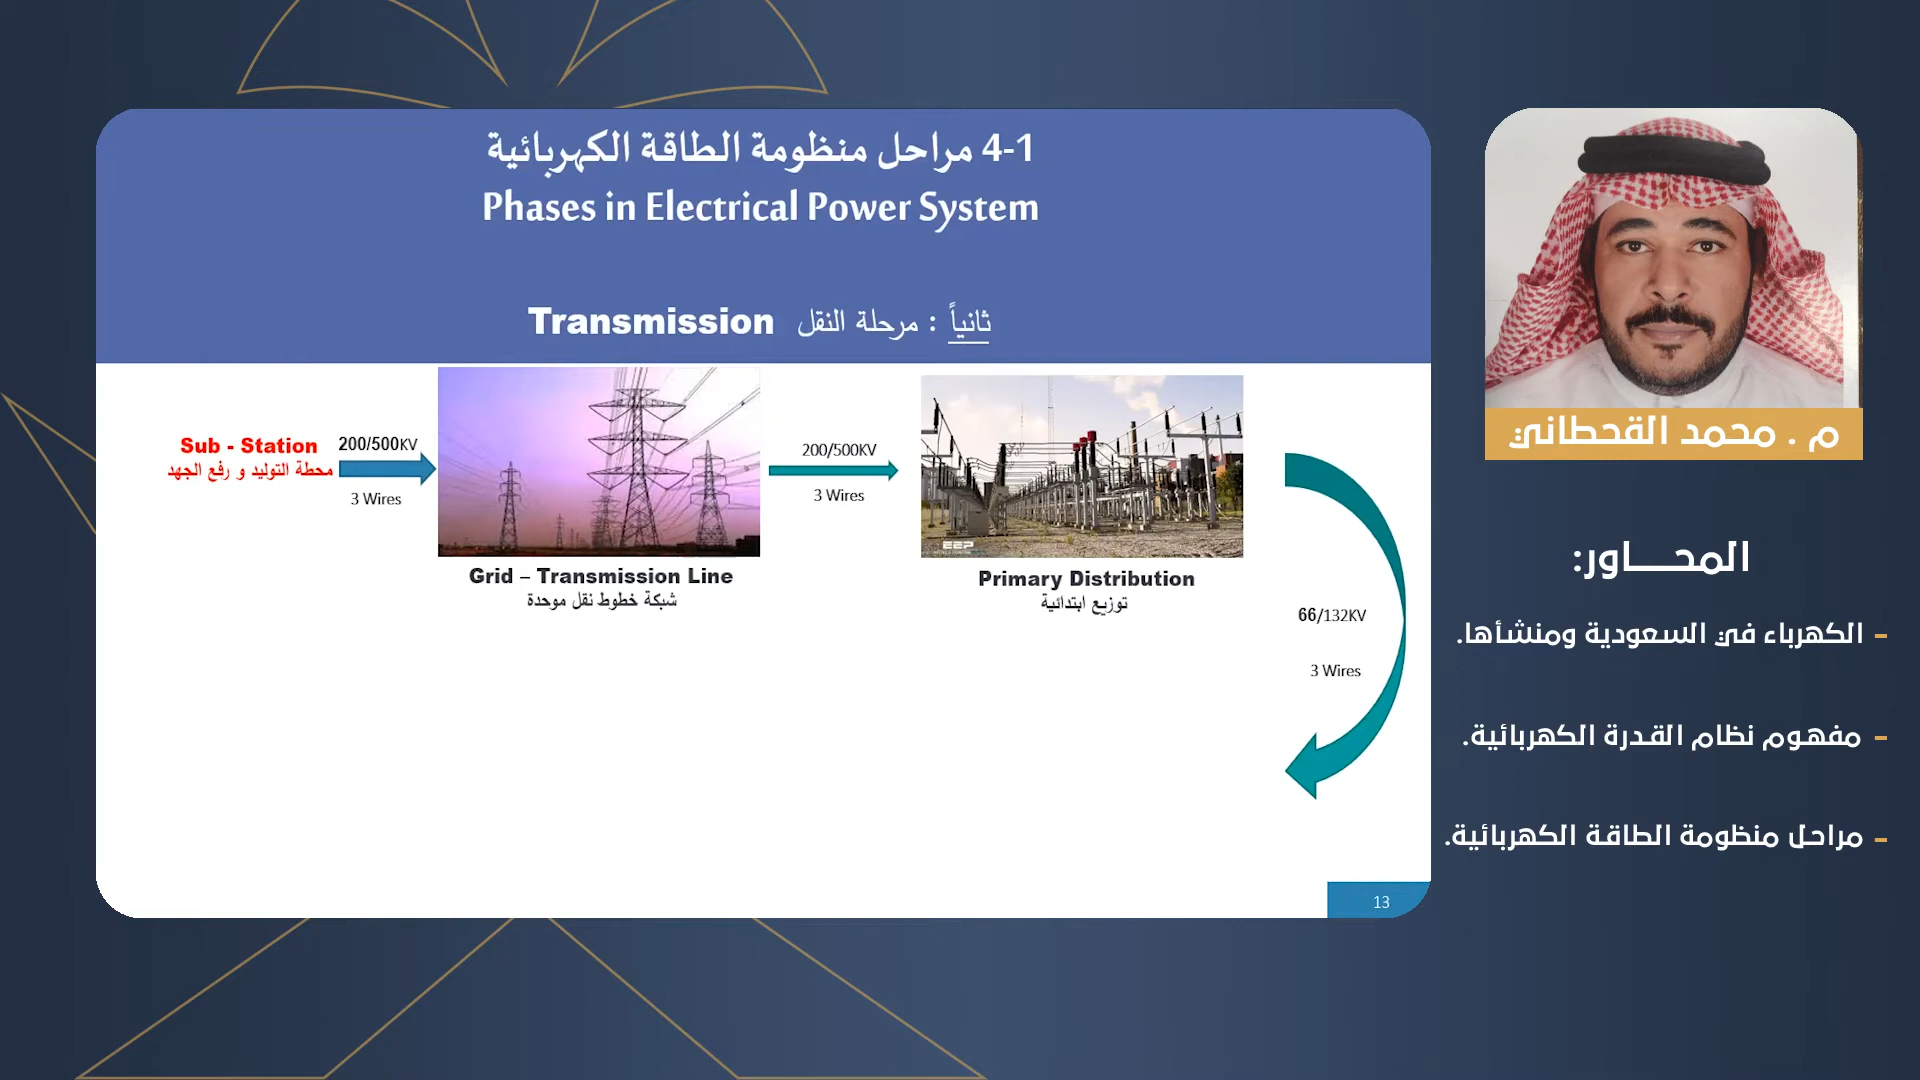 4-1 مراحل منظومة الطاقة الكهربائية
Phases in Electrical Power System
ثانياً : مرحلة النقل Transmission
Sub - Station
محطة التوليد و رفع الجهد
200/500KV
3 Wires
200/500KV
3 Wires
EEP
Grid – Transmission Line
شبكة خطوط نقل موحدة
Primary Distribution
توزيع ابتدائية
66/132KV
3 Wires
13
م . محمد القحطاني
المحـــــاور:
- الكهرباء في السعودية ومنشأها.
- مفهوم نظام القدرة الكهربائية.
- مراحل منظومة الطاقة الكهربائية.